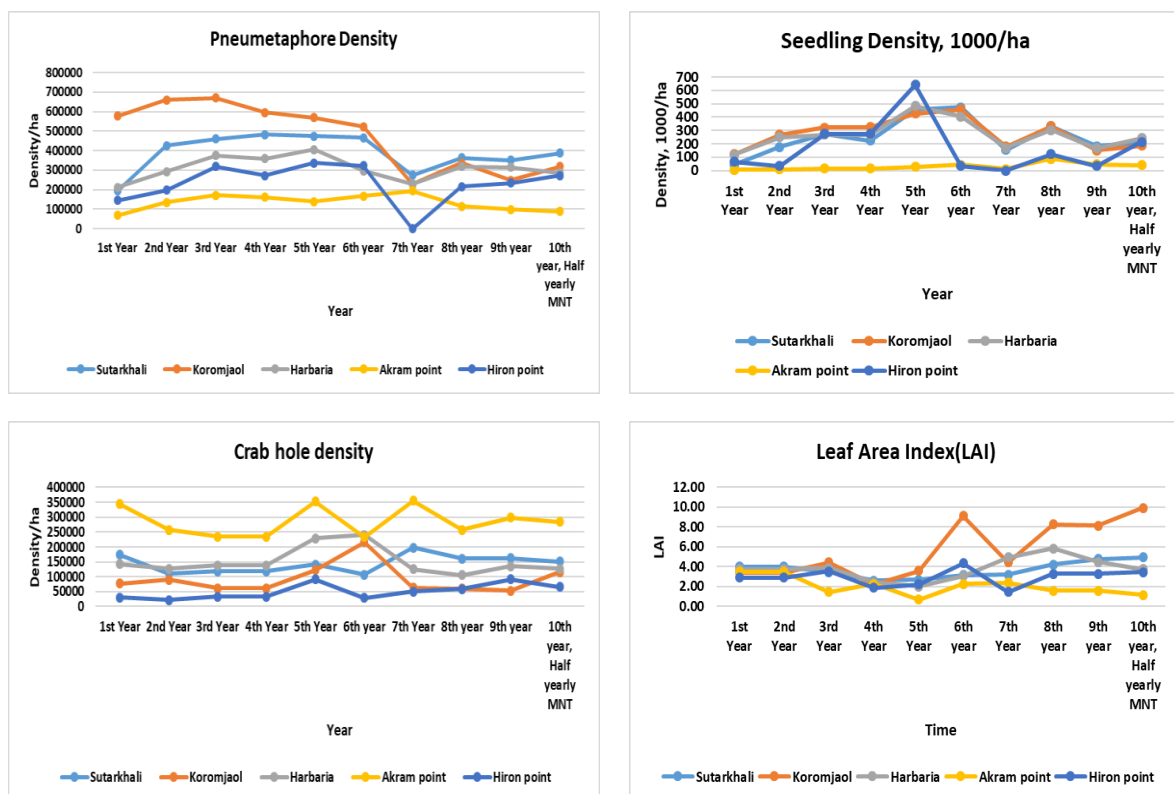 Pneumetaphore Density
800000
700000
600000
500000
400000
300000
200000
100000
0
Density/ha
1st Year 2nd Year 3rd Year 4th Year 5th Year 6th year 7th Year 8th year 9th year 10th
year, Half
yearly
MNT
Year
Sutarkhali Koromjaol Harbaria Akram point Hiron point
Seedling Density, 1000/ha
700
600
500
400
300
200
100
0
Density, 1000/ha
1st 2nd 3rd 4th 5th 6th 7th 8th 9th 10th
Year Year Year Year Year year Year year year year,
Half
yearly
MNT
Year
Sutarkhali Koromjaol Harbaria
Akram point Hiron point
Crab hole density
400000
350000
300000
250000
200000
150000
100000
50000
0
Density/ha
1st Year 2nd Year 3rd Year 4th Year 5th Year 6th year 7th Year 8th year 9th year 10th
year, Half
yearly
MNT
Year
Sutarkhali Koromjaol Harbaria Akram point Hiron point
Leaf Area Index(LAI)
12.00
10.00
8.00
6.00
4.00
2.00
0.00
LAI
1st 2nd 3rd 4th 5th 6th 7th 8th 9th 10th
Year Year Year Year Year year Year year year year,
Half
yearly
MNT
Time
Sutarkhali Koromjaol Harbaria Akram point Hiron point